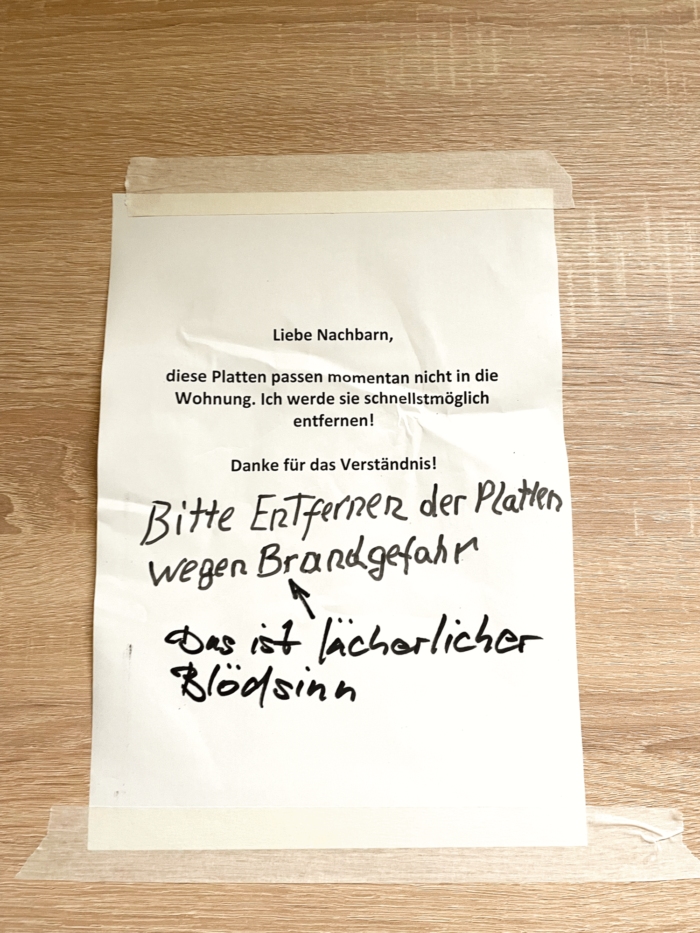 Liebe Nachbarn,
diese Platten passen momentan nicht in die
Wohnung. Ich werde sie schnellstmöglich
entfernen!
Danke für das Verständnis!
Bitte Entfernen der Platten
wegen Brandgefahr
Das ist lächerlicher
Blödsinn